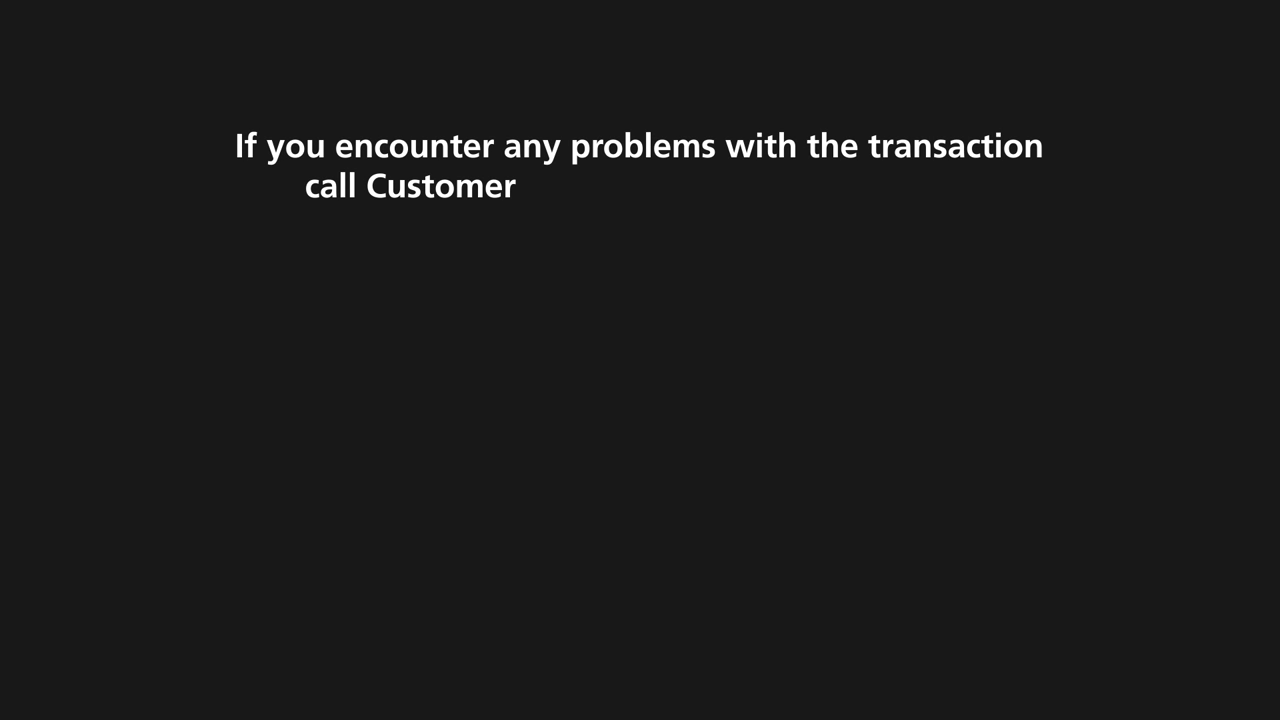 If you encounter any problems with the transaction
call Customer